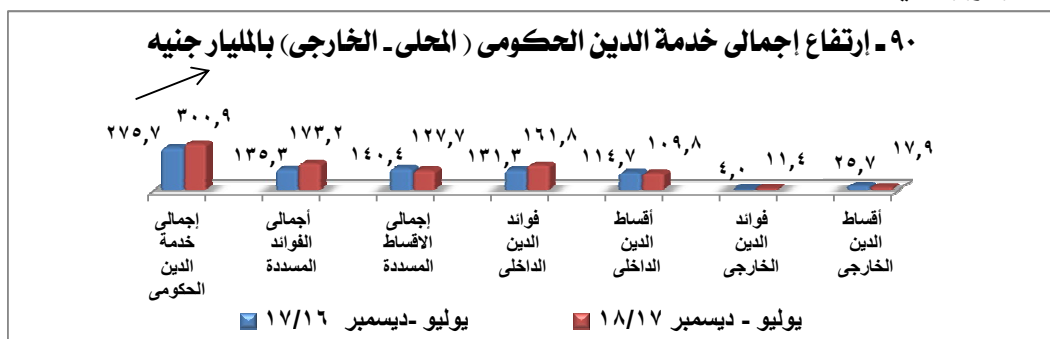 ٩٠ ـ إرتفاع إجمالى خدمة الدين الحكومى ( المحلى ـ الخارجى) بالمليار جنيه
٢٧٥,٧ ٣٠٠,٩ ١٣٥,٣ ١٧٣,٢ ١٤٠,٤ ١٢٧,٧ ١٣١,٣ ١٦١,٨ ١١٤,٧ ١٠٩,٨ ٤,٠ ١١,٤ ٢٥,٧ ١٧,٩
إجمالى
خدمة
الدين
الحكومى
أجمالى
الفوائد
المسددة
إجمالى
الاقساط
المسددة
فوائد
الدين
الداخلى
أقساط
الدين
الداخلى
فوائد
الدين
الخارجى
أقساط
الدين
الخارجى
يوليو -ديسمبر ١٧/١٦
يوليو - ديسمبر ١٨/١٧